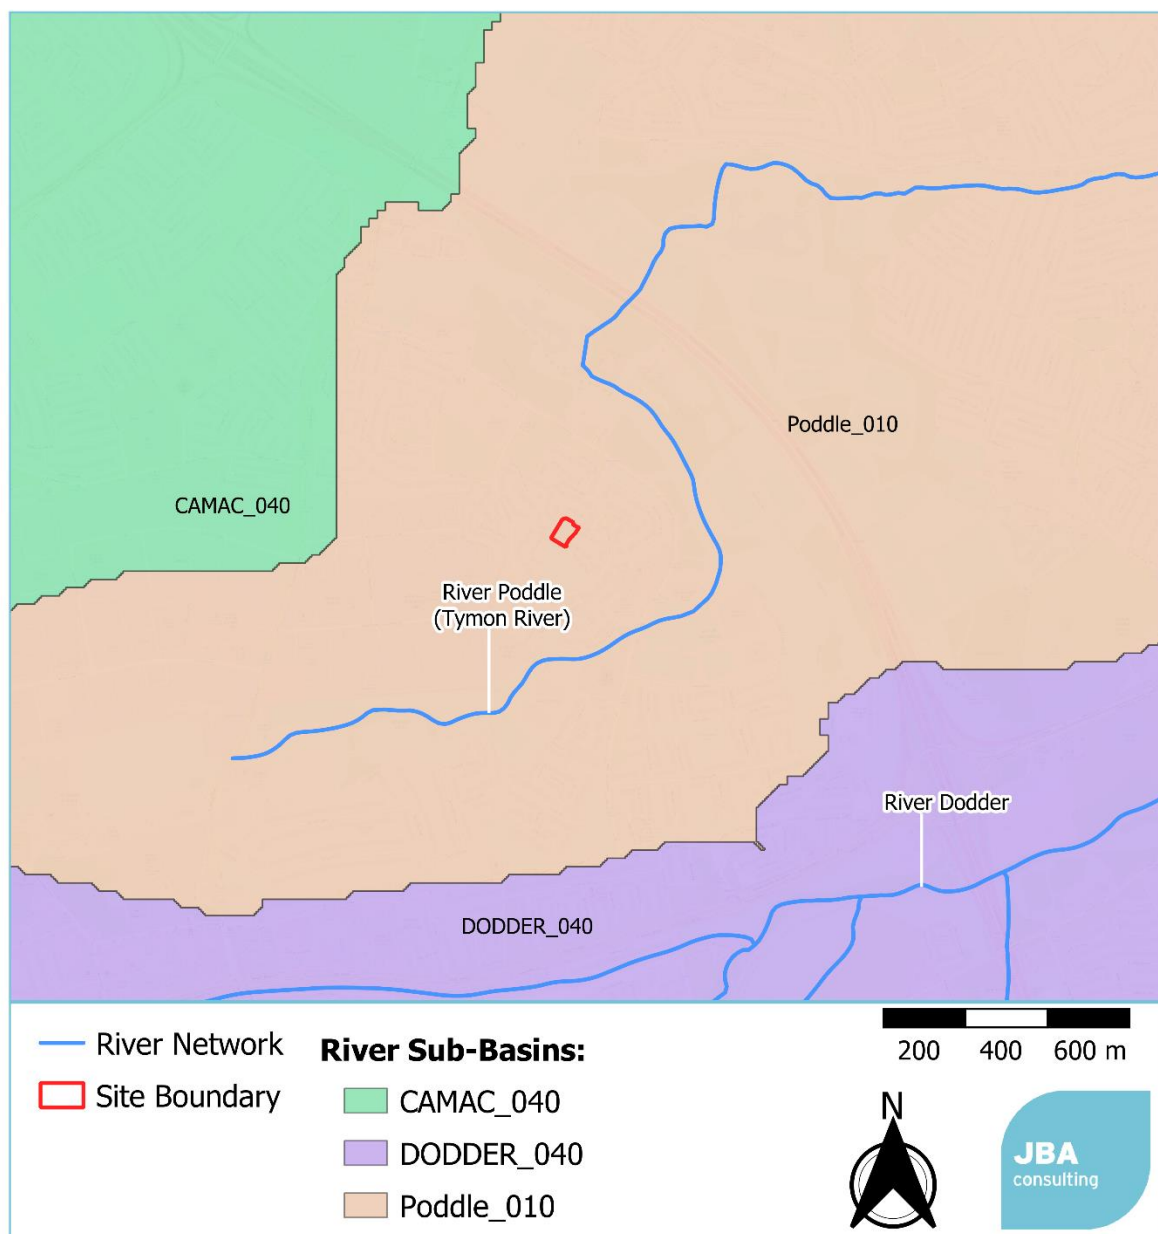 Poddle_010
CAMAC_040
River Poddle
(Tymon River)
River Dodder
DODDER_040
River Network
Site Boundary
River Sub-Basins:
CAMAC_040
DODDER_040
Poddle_010
200 400 600 m
N
JBA
consulting